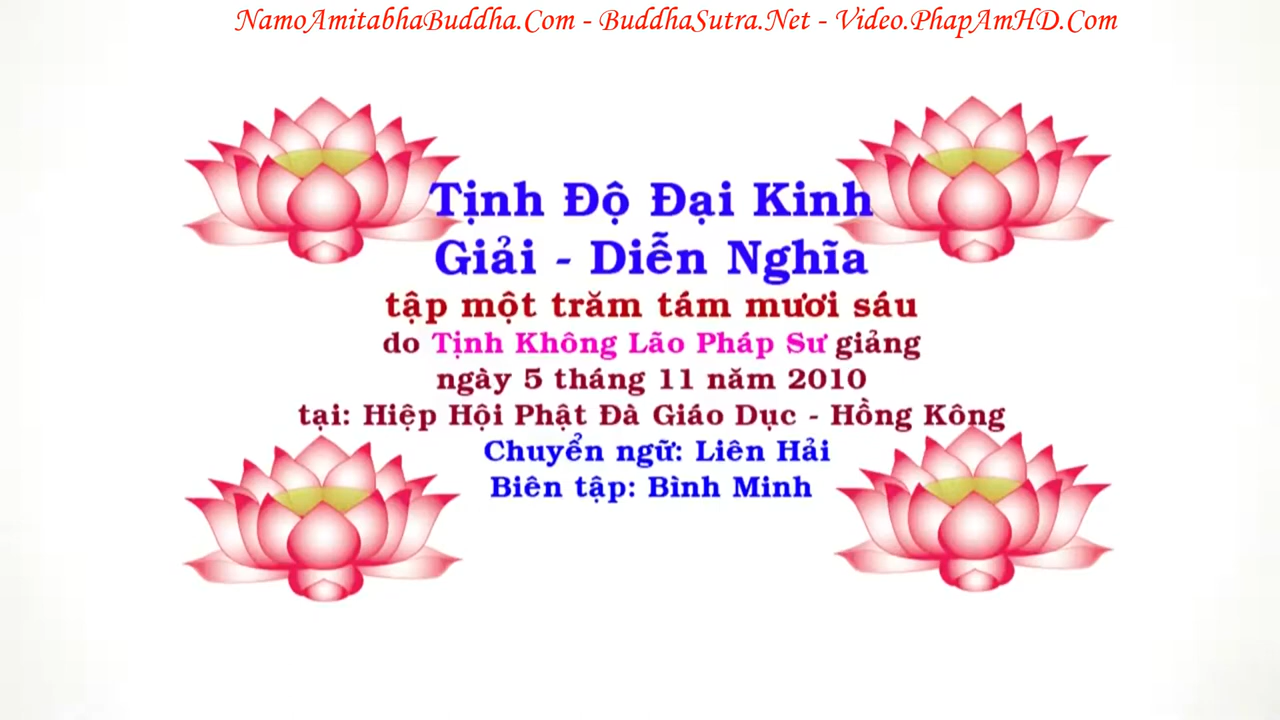 NamoAmitabhaBuddha.Com - BuddhaSutra.Net - Video.PhapAmHD.Com
Tịnh Độ Đại Kinh
Giải - Diễn Nghĩa
tập một trăm tám mươi sáu
do Tịnh Không Lão Pháp Sư giảng
ngày 5 tháng 11 năm 2010
tại: Hiệp Hội Phật Đà Giáo Dục - Hồng Kông
Chuyển ngữ: Liên Hải
Biên tập: Bình Minh